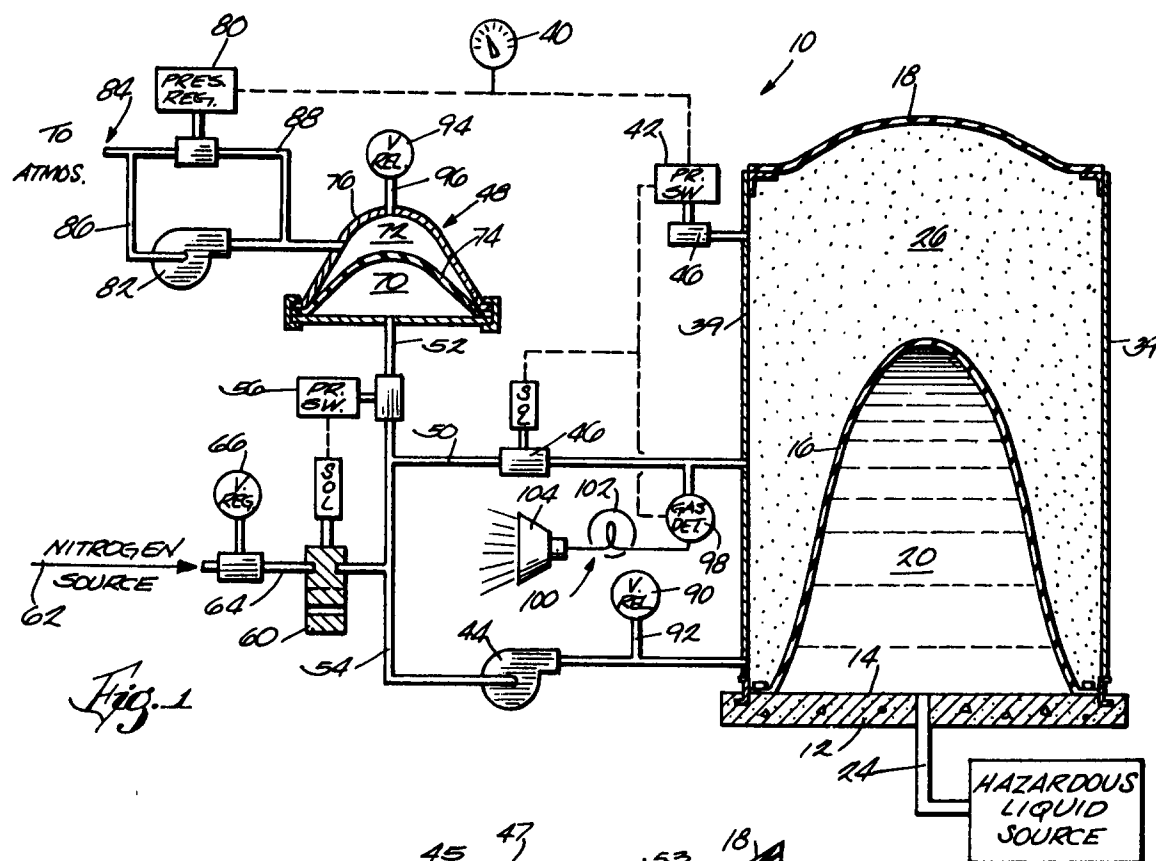 80
PRES.
REG.
40
10
84
88
18
TO
ATMOS.
94
V
REL.
42
PR.
SW
96
76
48
86
72
74
26
46
82
70
39
39
52
56
PR.
SW.
SOL
50
46
16
66
V.
REG.
SOL
104
102
GAS
DET.
98
NITROGEN
SOURCE
62
64
60
100
V.
REL
90
20
92
54
44
14
Fig. 1
12
24
HAZARDOUS
LIQUID
SOURCE
45
47
53
18